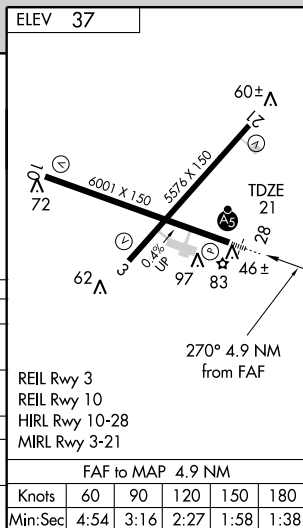 ELEV 37
60±
21
V
10
V
6001 X 150
5576 X 150
TDZE
21
A5
72
28
V
0.4%
UP
P
46±
3
62
97
83
270° 4.9 NM
from FAF
REIL Rwy 3
REIL Rwy 10
HIRL Rwy 10-28
MIRL Rwy 3-21
FAF to MAP 4.9 NM
Knots 60 90 120 150 180
Min:Sec 4:54 3:16 2:27 1:58 1:38